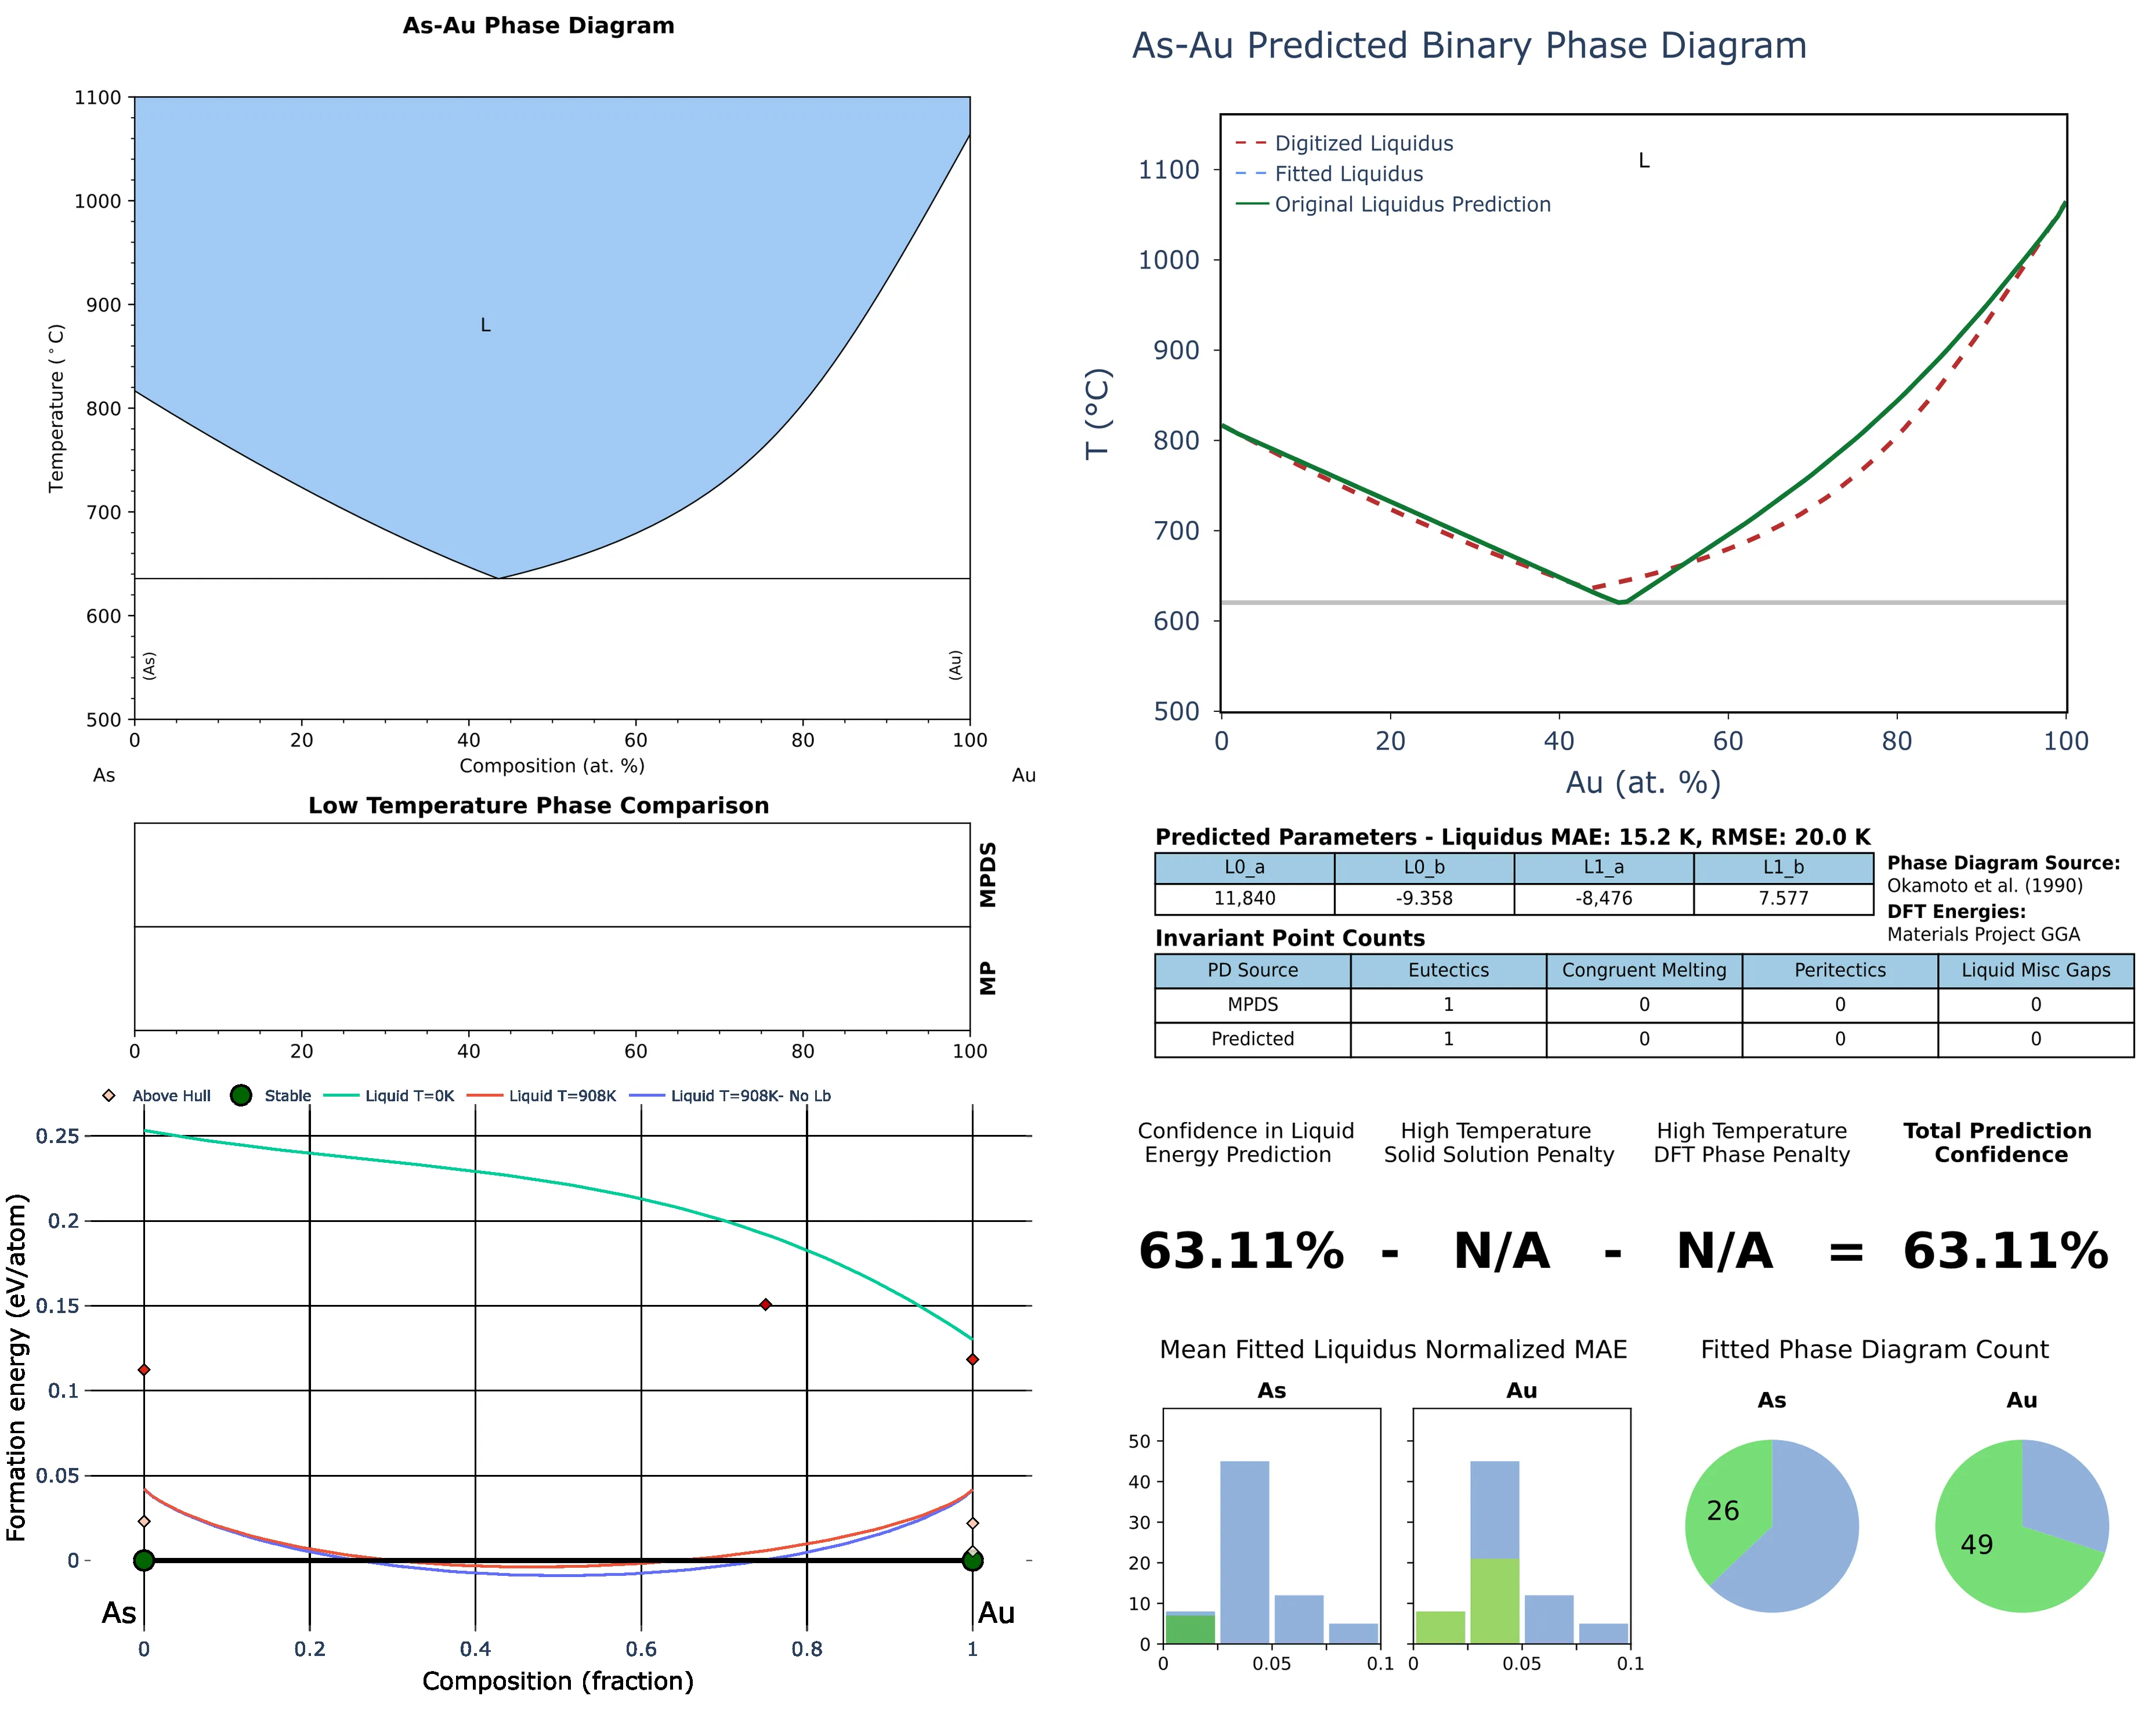 As-Au Phase Diagram
1100
1000
900
800
700
600
500
Temperature (°C)
L
(As)
(Au)
0 20 40 60 80 100
Composition (at. %)
As
Au
Low Temperature Phase Comparison
MPDS
MP
0 20 40 60 80 100
Above Hull Stable Liquid T=0K Liquid T=908K Liquid T=908K- No Lb
0.25
0.2
0.15
0.1
0.05
0
Formation energy (eV/atom)
As
Au
0 0.2 0.4 0.6 0.8 1
Composition (fraction)
As-Au Predicted Binary Phase Diagram
Digitized Liquidus
Fitted Liquidus
Original Liquidus Prediction
L
1100
1000
900
800
700
600
500
T (°C)
0 20 40 60 80 100
Au (at. %)
Predicted Parameters - Liquidus MAE: 15.2 K, RMSE: 20.0 K
L0_a L0_b L1_a L1_b
11,840 -9.358 -8,476 7.577
Phase Diagram Source:
Okamoto et al. (1990)
DFT Energies:
Materials Project GGA
Invariant Point Counts
PD Source Eutectics Congruent Melting Peritectics Liquid Misc Gaps
MPDS 1 0 0 0
Predicted 1 0 0 0
Confidence in Liquid
Energy Prediction
High Temperature
Solid Solution Penalty
High Temperature
DFT Phase Penalty
Total Prediction
Confidence
63.11% - N/A - N/A = 63.11%
Mean Fitted Liquidus Normalized MAE
As
Au
50
40
30
20
10
0
0 0.05 0.1
0 0.05 0.1
Fitted Phase Diagram Count
As
Au
26
49